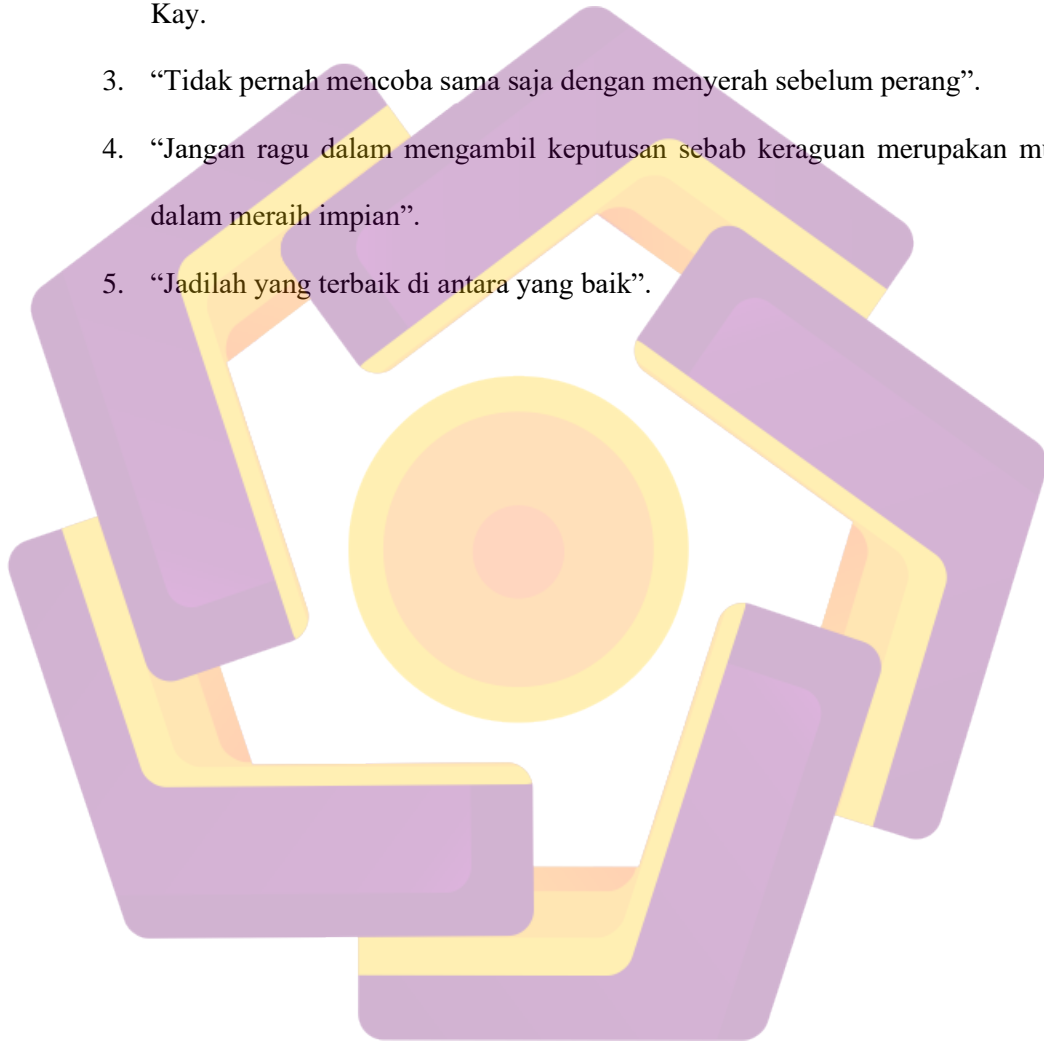 Kay.
3. “Tidak pernah mencoba sama saja dengan menyerah sebelum perang”.
4. “Jangan ragu dalam mengambil keputusan sebab keraguan merupakan
dalam meraih impian”.
5. “Jadilah yang terbaik di antara yang baik”.